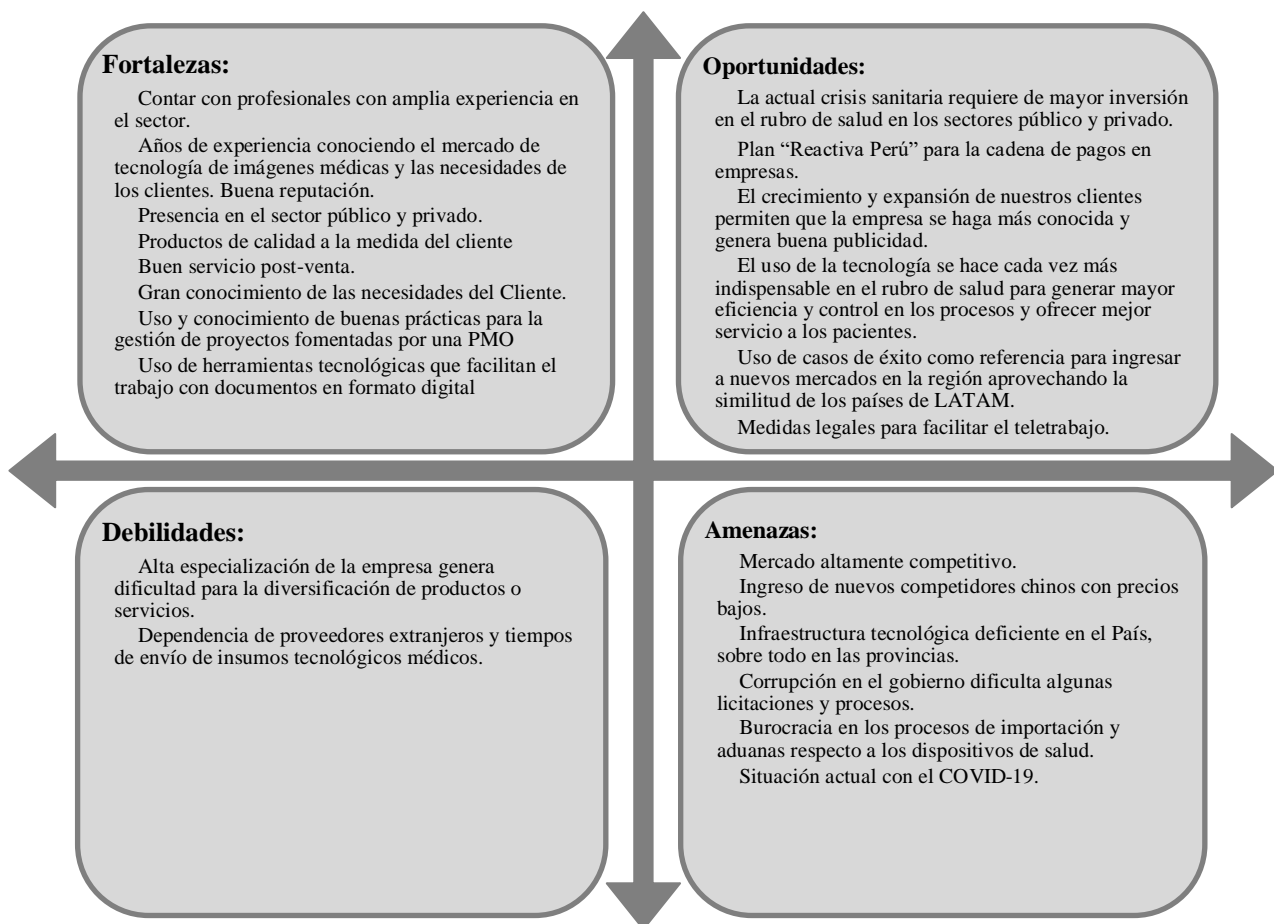 Fortalezas:
Contar con profesionales con amplia experiencia en
el sector.
Años de experiencia conociendo el mercado de
tecnología de imágenes médicas y las necesidades de
los clientes. Buena reputación.
Presencia en el sector público y privado.
Productos de calidad a la medida del cliente
Buen servicio post-venta.
Gran conocimiento de las necesidades del Cliente.
Uso y conocimiento de buenas prácticas para la
gestión de proyectos fomentadas por una PMO
Uso de herramientas tecnológicas que facilitan el
trabajo con documentos en formato digital
Oportunidades:
La actual crisis sanitaria requiere de mayor inversión
en el rubro de salud en los sectores público y privado.
Plan “Reactiva Perú” para la cadena de pagos en
empresas.
El crecimiento y expansión de nuestros clientes
permiten que la empresa se haga más conocida y
genera buena publicidad.
El uso de la tecnología se hace cada vez más
indispensable en el rubro de salud para generar mayor
eficiencia y control en los procesos y ofrecer mejor
servicio a los pacientes.
Uso de casos de éxito como referencia para ingresar
a nuevos mercados en la región aprovechando la
similitud de los países de LATAM.
Medidas legales para facilitar el teletrabajo.
Debilidades:
Alta especialización de la empresa genera
dificultad para la diversificación de productos o
servicios.
Dependencia de proveedores extranjeros y tiempos
de envío de insumos tecnológicos médicos.
Amenazas:
Mercado altamente competitivo.
Ingreso de nuevos competidores chinos con precios
bajos.
Infraestructura tecnológica deficiente en el País,
sobre todo en las provincias.
Corrupción en el gobierno dificulta algunas
licitaciones y procesos.
Burocracia en los procesos de importación y
aduanas respecto a los dispositivos de salud.
Situación actual con el COVID-19.